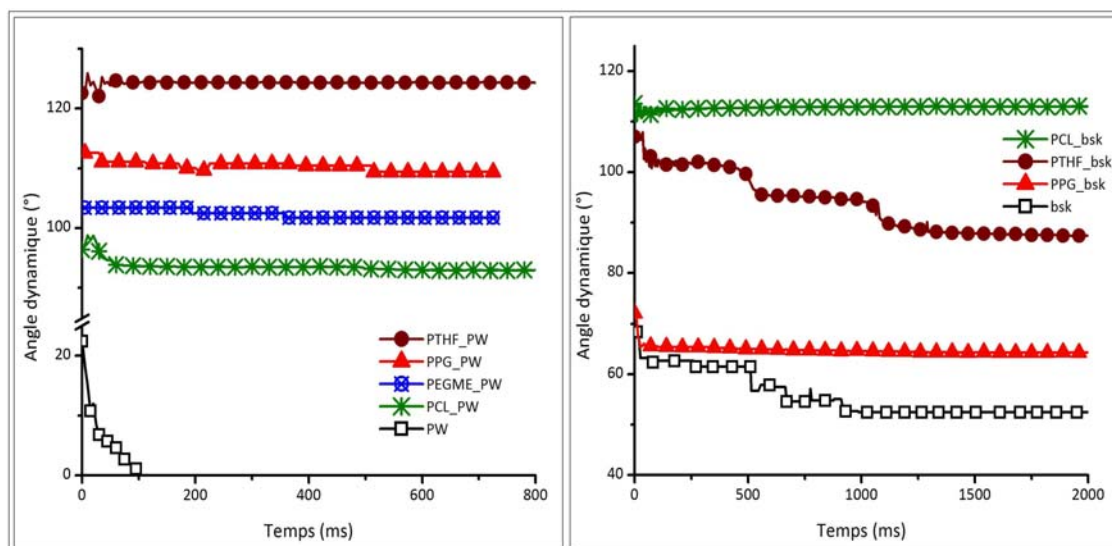 Angle dynamique (°)
120
100
20
0
PTHF_PW
PPG_PW
PEGME_PW
PCL_PW
PW
0 200 400 600 800
Temps (ms)
Angle dynamique (°)
120
100
80
60
40
PCL_bsk
PTHF_bsk
PPG_bsk
bsk
0 500 1000 1500 2000
Temps (ms)